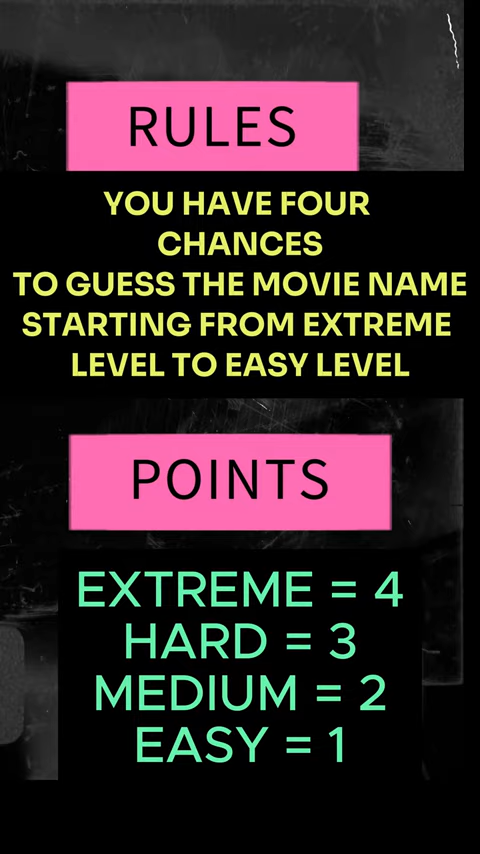 RULES
YOU HAVE FOUR
CHANCES
TO GUESS THE MOVIE NAME
STARTING FROM EXTREME
LEVEL TO EASY LEVEL
POINTS
EXTREME = 4
HARD = 3
MEDIUM = 2
EASY = 1